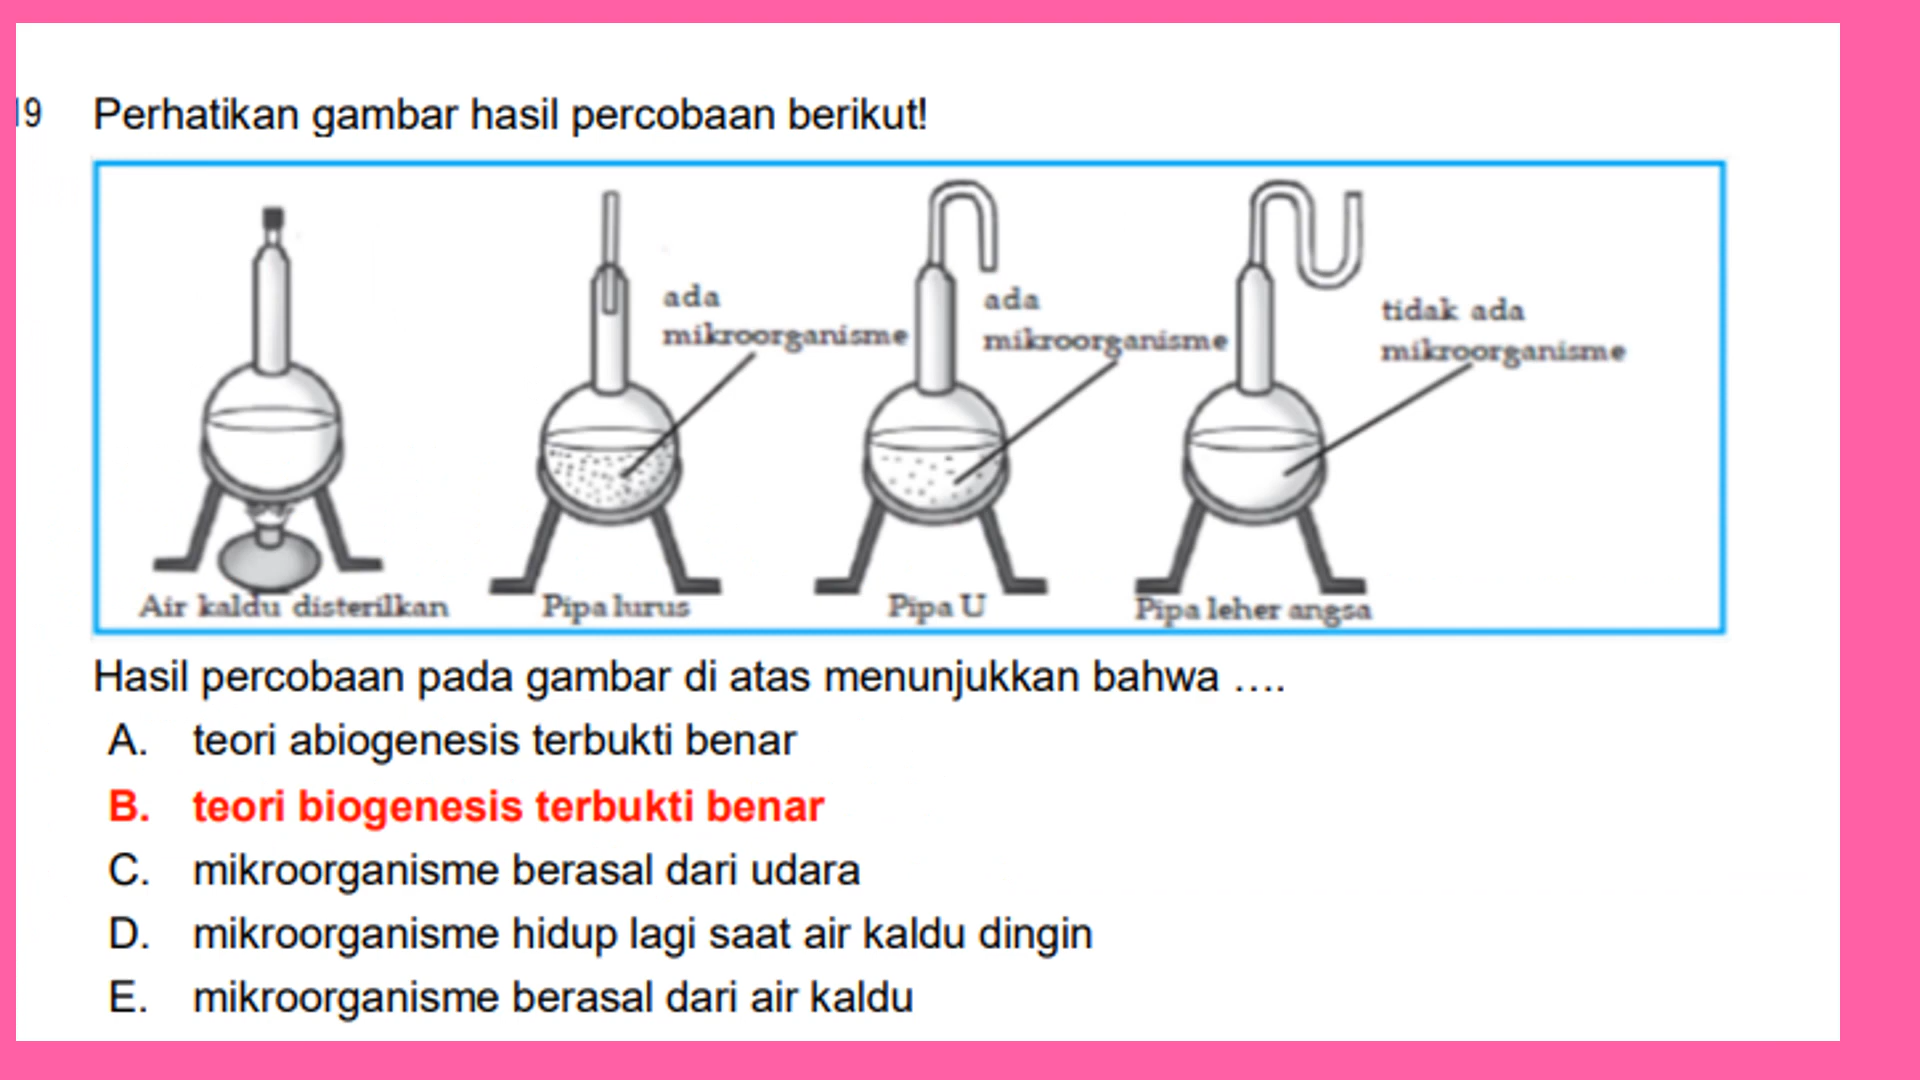 19 Perhatikan gambar hasil percobaan berikut!
ada
mikroorganisme
ada
mikroorganisme
tidak ada
mikroorganisme
Air kaldu disterilkan
Pipa lurus
Pipa U
Pipa leher angsa
Hasil percobaan pada gambar di atas menunjukkan bahwa ....
A. teori abiogenesis terbukti benar
B. teori biogenesis terbukti benar
C. mikroorganisme berasal dari udara
D. mikroorganisme hidup lagi saat air kaldu dingin
E. mikroorganisme berasal dari air kaldu